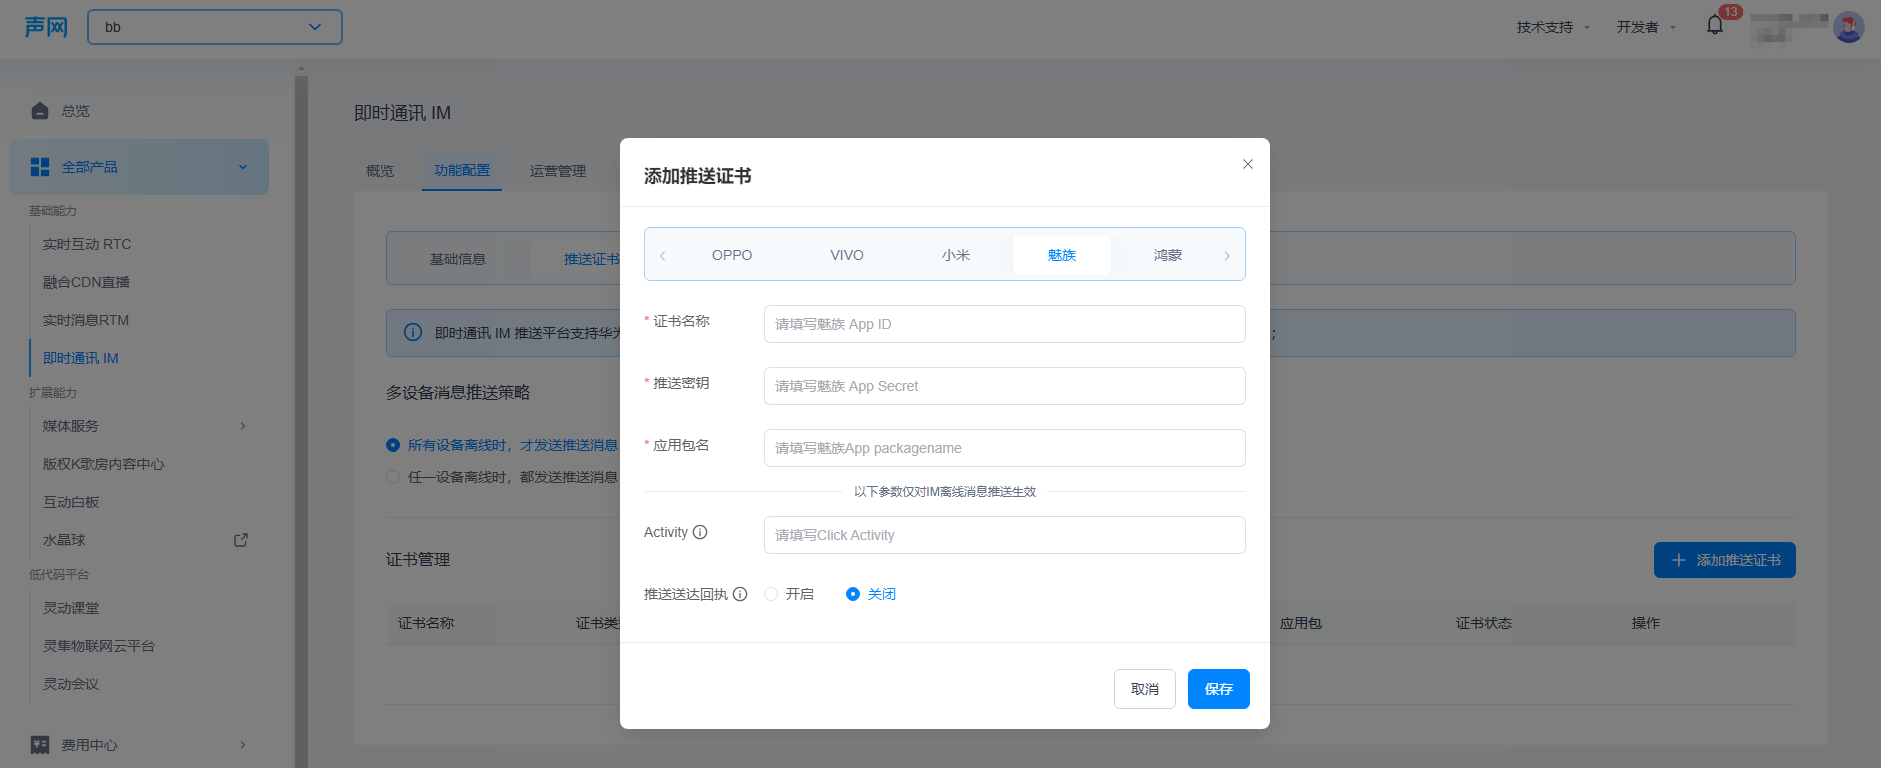 声网
bb
技术支持
开发者
13
总览
全部产品
基础能力
实时互动 RTC
融合CDN直播
实时消息RTM
即时通讯 IM
扩展能力
媒体服务
版权K歌房内容中心
互动白板
水晶球
低代码平台
灵动课堂
灵隼物联网云平台
灵动会议
费用中心
即时通讯 IM
概览
功能配置
运营管理
基础信息
推送证书
即时通讯 IM 推送平台支持华
;
多设备消息推送策略
所有设备离线时，才发送推送消息
任一设备离线时，都发送推送消息
证书管理
添加推送证书
证书名称
证书类
应用包
证书状态
操作
添加推送证书
OPPO
VIVO
小米
魅族
鸿蒙
* 证书名称
请填写魅族 App ID
* 推送密钥
请填写魅族 App Secret
* 应用包名
请填写魅族App packagename
以下参数仅对IM离线消息推送生效
Activity
请填写Click Activity
推送送达回执
开启
关闭
取消
保存